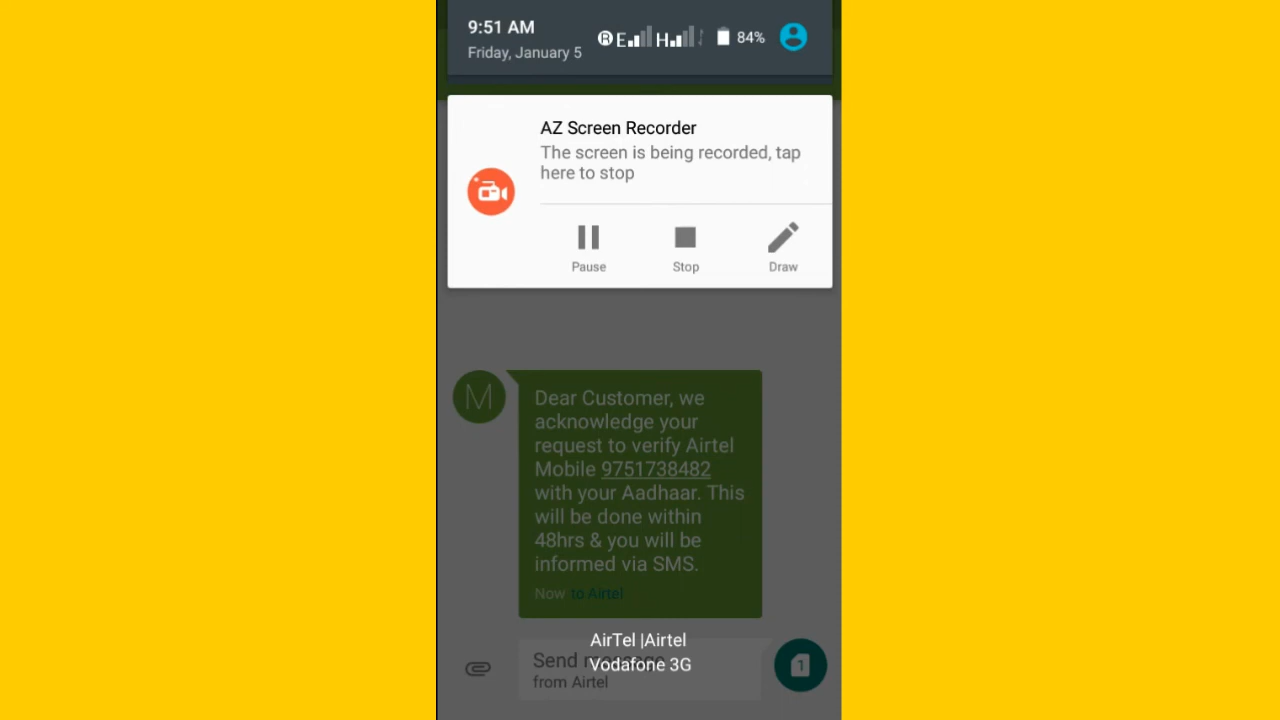 9:51 AM
Friday, January 5
R E H 84%
AZ Screen Recorder
The screen is being recorded, tap
here to stop
Pause Stop Draw
M
Dear Customer, we
acknowledge your
request to verify Airtel
Mobile 9751738482
with your Aadhaar. This
will be done within
48hrs & you will be
informed via SMS.
Now to Airtel
AirTel |Airtel
Send message
Vodafone 3G
from Airtel
1